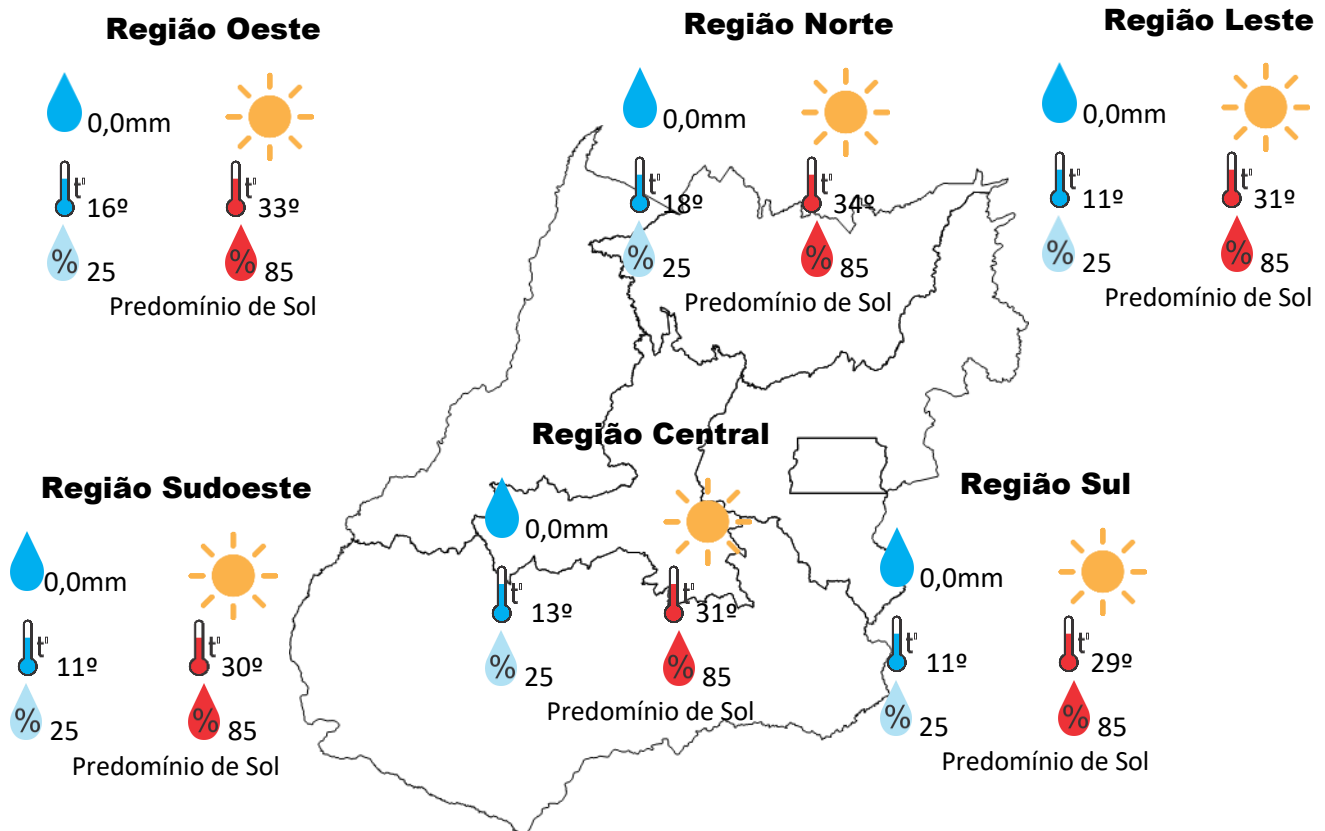 Região Oeste
0,0mm
t° 16º
t° 33º
% 25
% 85
Predomínio de Sol
Região Norte
0,0mm
t° 18º
t° 34º
% 25
% 85
Predomínio de Sol
Região Leste
0,0mm
t° 11º
t° 31º
% 25
% 85
Predomínio de Sol
Região Central
0,0mm
t° 13º
t° 31º
% 25
% 85
Predomínio de Sol
Região Sudoeste
0,0mm
t° 11º
t° 30º
% 25
% 85
Predomínio de Sol
Região Sul
0,0mm
t° 11º
t° 29º
% 25
% 85
Predomínio de Sol